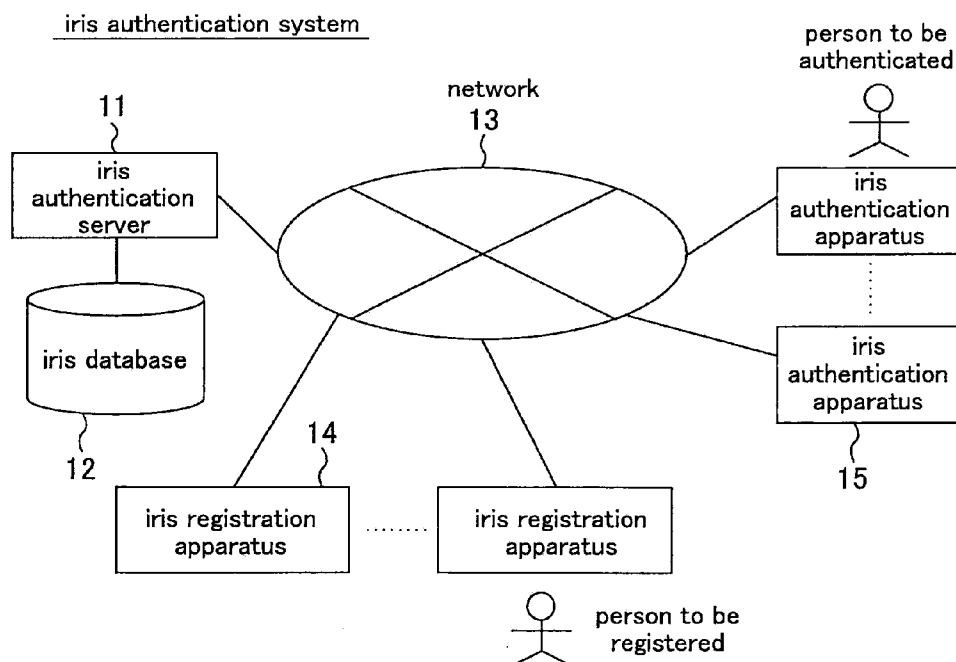 iris authentication system
person to be
authenticated
network
13
11
iris
authentication
server
iris
authentication
apparatus
iris database
iris
authentication
apparatus
12
14
15
iris registration
apparatus
iris registration
apparatus
person to be
registered